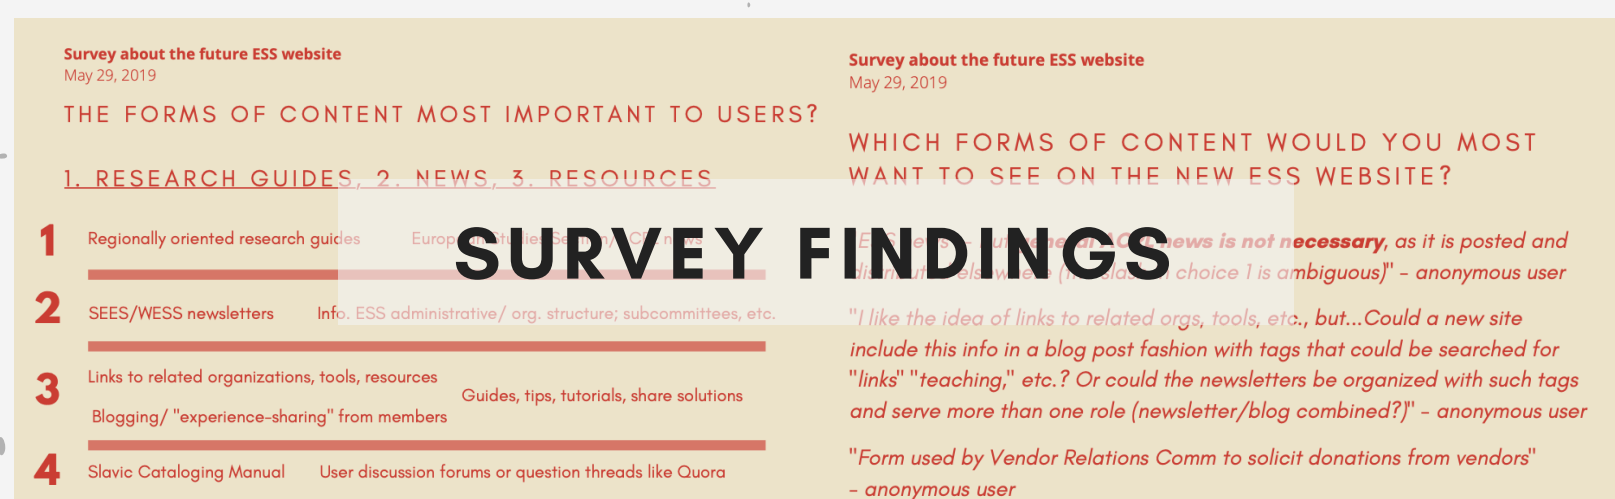 Survey about the future ESS website
May 29, 2019
THE FORMS OF CONTENT MOST IMPORTANT TO USERS?
1. RESEARCH GUIDES, 2. NEWS, 3. RESOURCES
1 Regionally oriented research guides European Studies Section/ news
2 SEES/WESS newsletters Info. ESS administrative/ org. structure; subcommittees, etc.
3 Links to related organizations, tools, resources
Guides, tips, tutorials, share solutions
Blogging/ "experience-sharing" from members
4 Slavic Cataloging Manual User discussion forums or question threads like Quora
Survey about the future ESS website
May 29, 2019
WHICH FORMS OF CONTENT WOULD YOU MOST
WANT TO SEE ON THE NEW ESS WEBSITE?
news is not necessary, as it is posted and
choice 1 is ambiguous)" - anonymous user
"I like the idea of links to related orgs, tools, etc., but...Could a new site
include this info in a blog post fashion with tags that could be searched for
"links" "teaching," etc.? Or could the newsletters be organized with such tags
and serve more than one role (newsletter/blog combined?)" - anonymous user
"Form used by Vendor Relations Comm to solicit donations from vendors"
- anonymous user
SURVEY FINDINGS